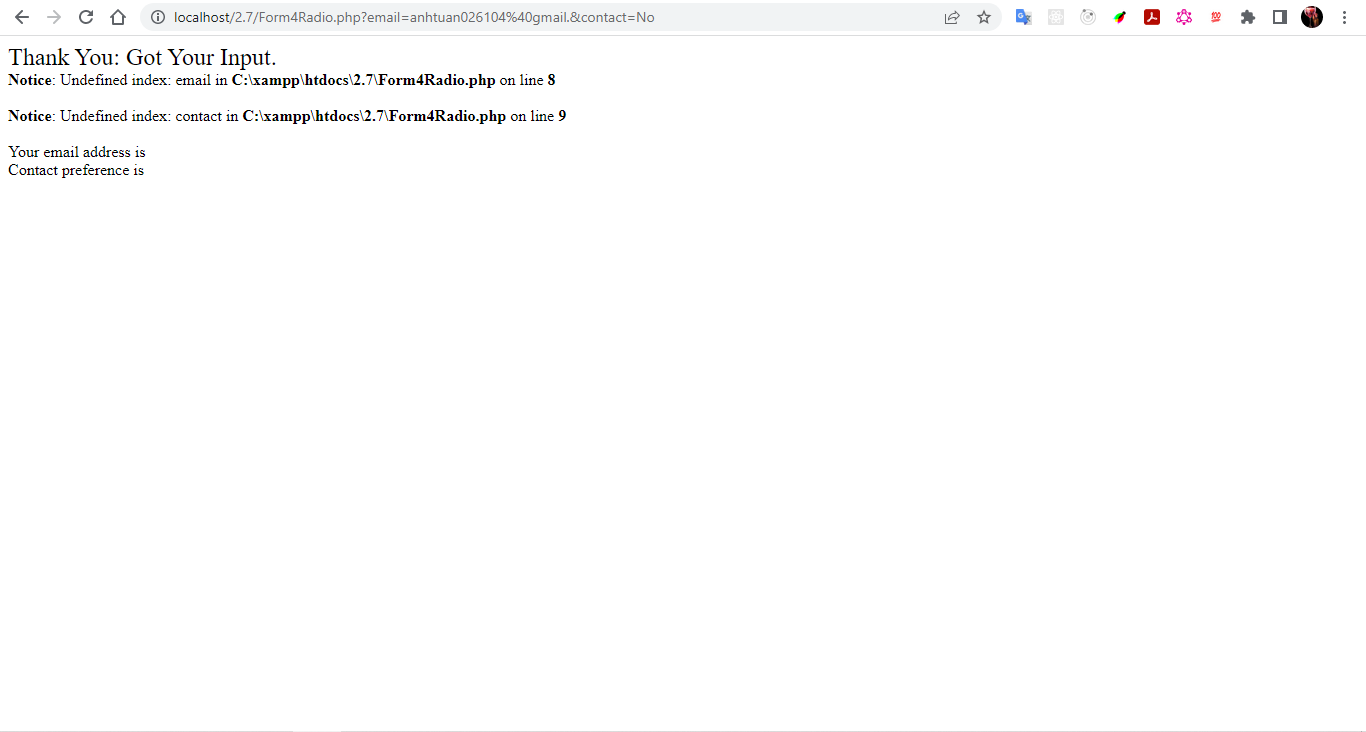 localhost/2.7/Form4Radio.php?email=anhtuan026104%40gmail.&contact=No
Thank You: Got Your Input.
Notice: Undefined index: email in C:\xampp\htdocs\2.7\Form4Radio.php on line 8
Notice: Undefined index: contact in C:\xampp\htdocs\2.7\Form4Radio.php on line 9
Your email address is
Contact preference is